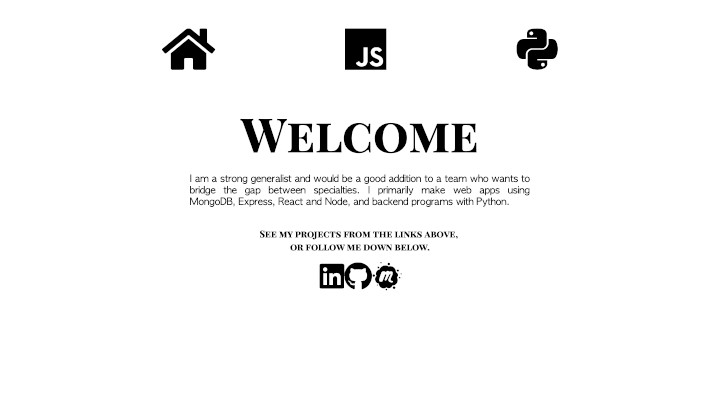 JS
WELCOME
I am a strong generalist and would be a good addition to a team who wants to
bridge the gap between specialties. I primarily make web apps using
MongoDB, Express, React and Node, and backend programs with Python.
SEE MY PROJECTS FROM THE LINKS ABOVE,
OR FOLLOW ME DOWN BELOW.
in m